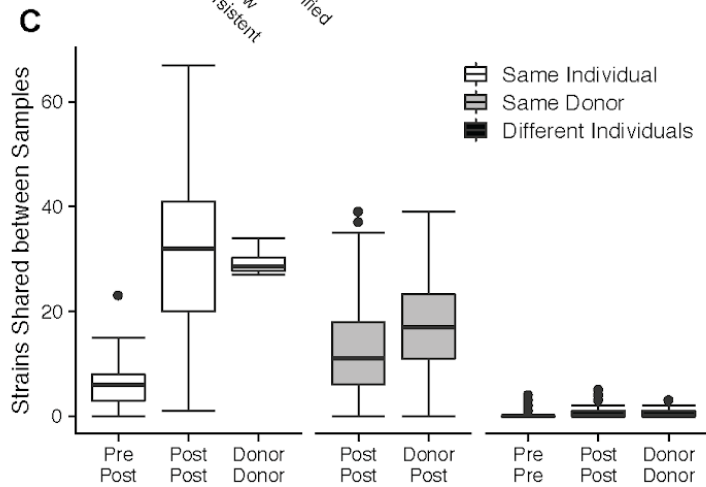 C
Strains Shared between Samples
60
40
20
0
Same Individual
Same Donor
Different Individuals
Pre
Post
Post
Post
Donor
Donor
Post
Post
Donor
Post
Pre
Pre
Post
Post
Donor
Donor